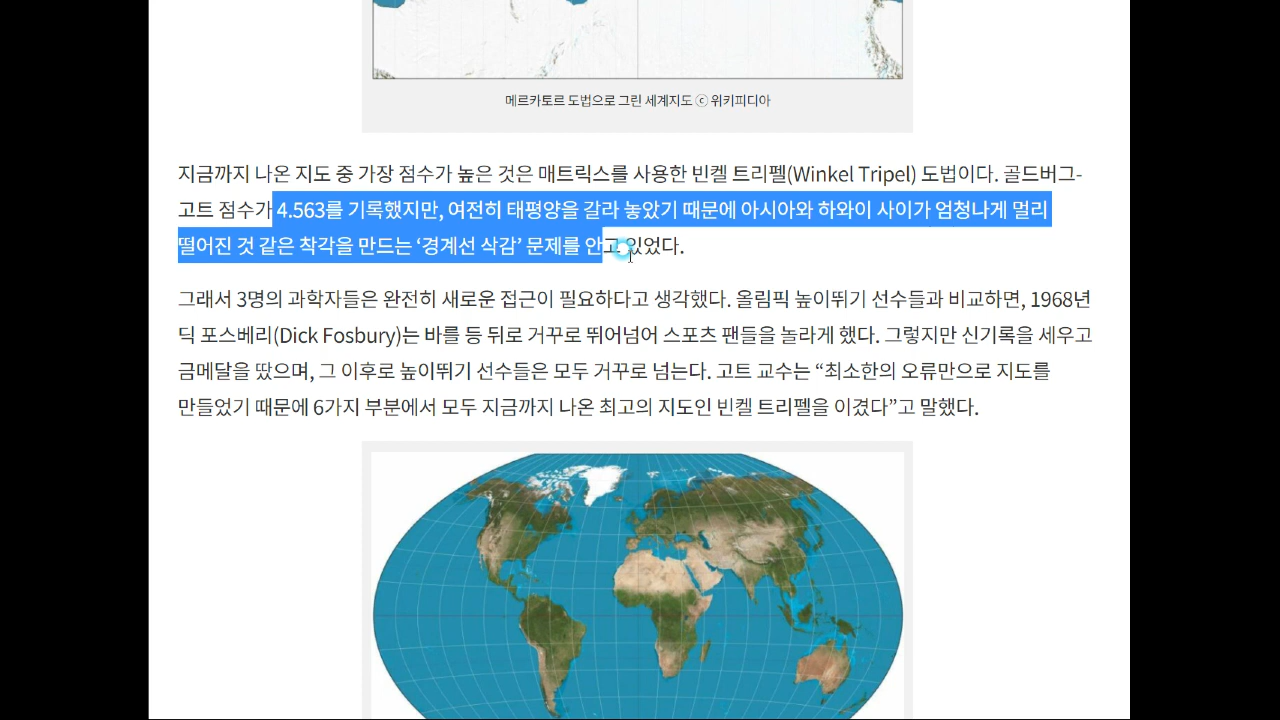 메르카토르 도법으로 그린 세계지도 ⓒ 위키피디아
지금까지 나온 지도 중 가장 점수가 높은 것은 매트릭스를 사용한 빈켈 트리펠(Winkel Tripel) 도법이다. 골드버그-
고트 점수가 4.563를 기록했지만, 여전히 태평양을 갈라 놓았기 때문에 아시아와 하와이 사이가 엄청나게 멀리
떨어진 것 같은 착각을 만드는 ‘경계선 삭감’ 문제를 안고 있었다.
그래서 3명의 과학자들은 완전히 새로운 접근이 필요하다고 생각했다. 올림픽 높이뛰기 선수들과 비교하면, 1968년
딕 포스베리(Dick Fosbury)는 바를 등 뒤로 거꾸로 뛰어넘어 스포츠 팬들을 놀라게 했다. 그렇지만 신기록을 세우고
금메달을 땄으며, 그 이후로 높이뛰기 선수들은 모두 거꾸로 넘는다. 고트 교수는 “최소한의 오류만으로 지도를
만들었기 때문에 6가지 부분에서 모두 지금까지 나온 최고의 지도인 빈켈 트리펠을 이겼다”고 말했다.